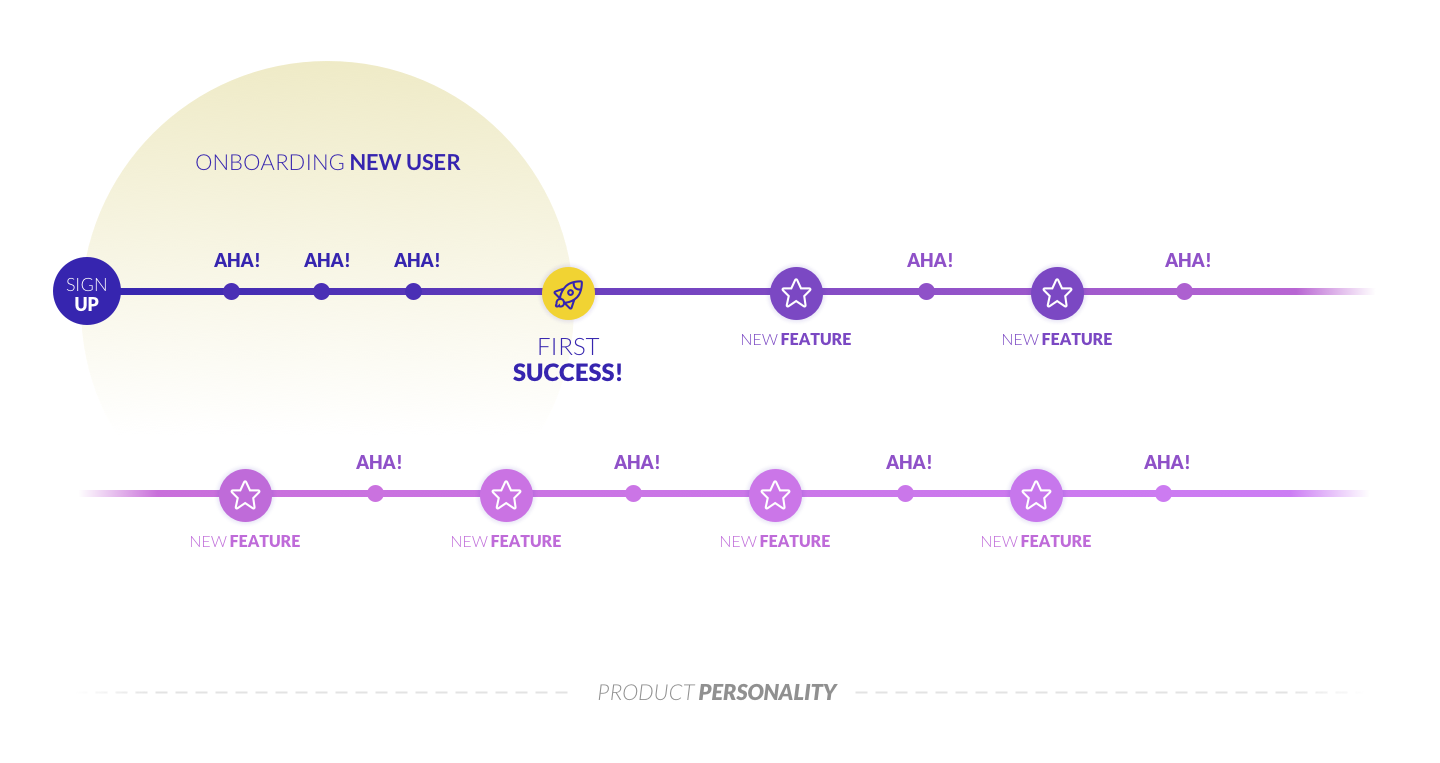 ONBOARDING NEW USER
AHA! AHA! AHA! AHA! AHA!
SIGN
UP
NEW FEATURE NEW FEATURE
FIRST
SUCCESS!
AHA! AHA! AHA! AHA!
NEW FEATURE NEW FEATURE NEW FEATURE NEW FEATURE
PRODUCT PERSONALITY